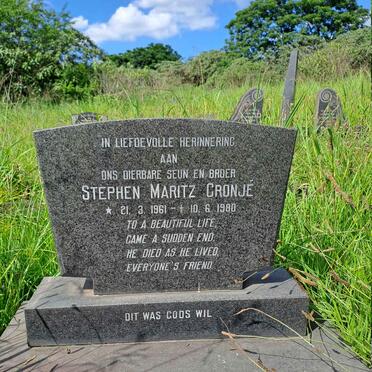 IN LIEFDEVOLLE HERINNERING
AAN
ONS DIERBARE SEUN EN BROER
STEPHEN MARITZ CRONJE
★ 21. 3. 1961 - † 10. 6. 1980
TO A BEAUTIFUL LIFE,
CAME A SUDDEN END,
HE DIED AS HE LIVED,
EVERYONE'S FRIEND.
DIT WAS GODS WIL